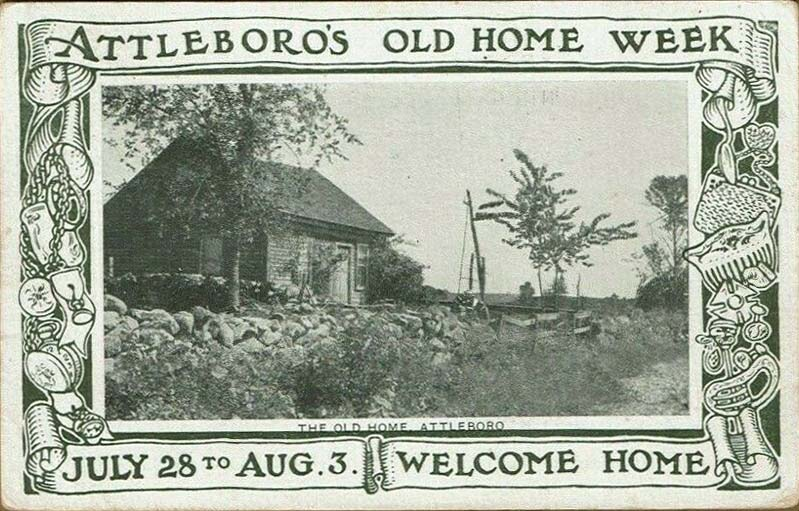 ATTLEBORO'S OLD HOME WEEK
THE OLD HOME, ATTLEBORO
JULY 28 TO AUG. 3. WELCOME HOME